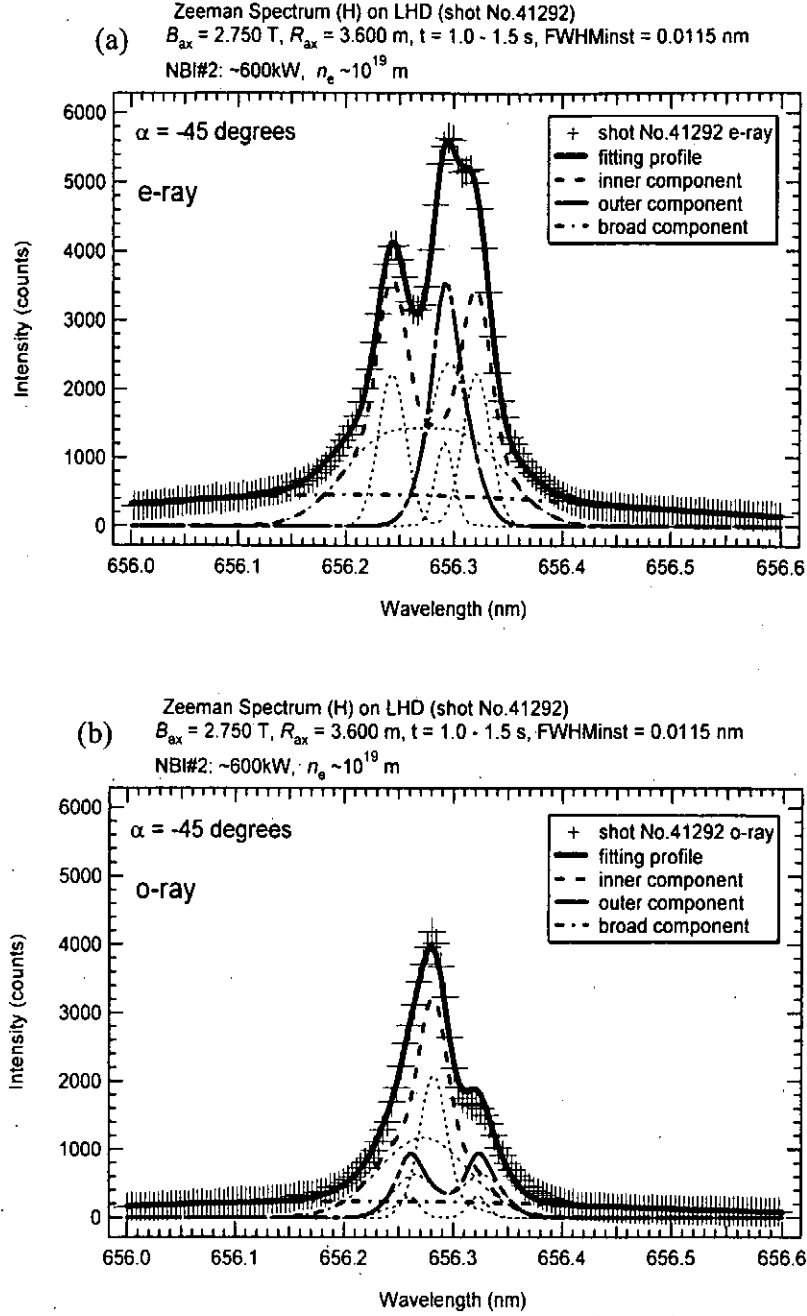 Zeeman Spectrum (H) on LHD (shot No.41292)
(a)
Bax = 2.750 T, Rax = 3.600 m, t = 1.0 - 1.5 s, FWHMinst = 0.0115 nm
NBI#2: ~600kW, ne ~10^19 m
6000
5000
4000
3000
2000
1000
0
Intensity (counts)
α = -45 degrees
e-ray
shot No.41292 e-ray
fitting profile
inner component
outer component
broad component
656.0 656.1 656.2 656.3 656.4 656.5 656.6
Wavelength (nm)
Zeeman Spectrum (H) on LHD (shot No.41292)
(b)
Bax = 2.750 T, Rax = 3.600 m, t = 1.0 - 1.5 s, FWHMinst = 0.0115 nm
NBI#2: ~600kW, ne ~10^19 m
6000
5000
4000
3000
2000
1000
0
Intensity (counts)
α = -45 degrees
o-ray
shot No.41292 o-ray
fitting profile
inner component
outer component
broad component
656.0 656.1 656.2 656.3 656.4 656.5 656.6
Wavelength (nm)